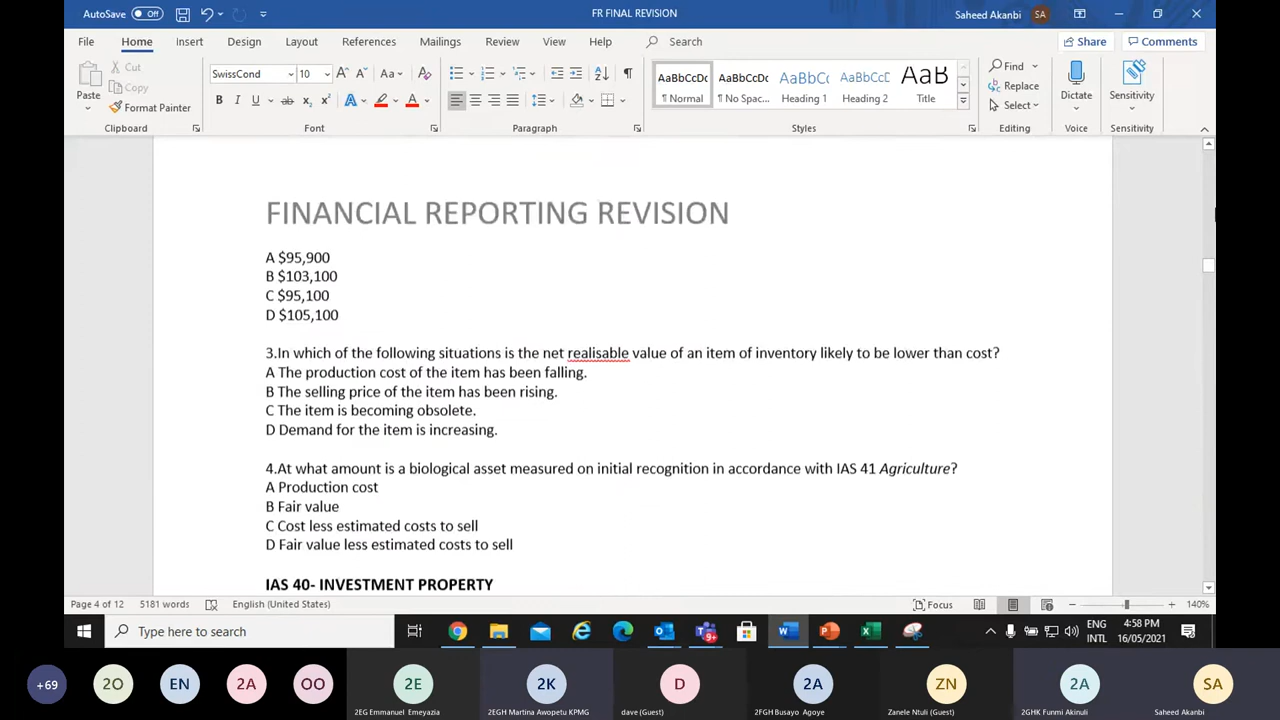 AutoSave Off FR FINAL REVISION Saheed Akanbi SA
File Home Insert Design Layout References Mailings Review View Help Search Share Comments
Paste Cut Copy Format Painter
SwissCond 10
AaBbCcDc AaBbCcDc AaBbCc AaBbCcD AaB
¶ Normal ¶ No Spac... Heading 1 Heading 2 Title
Find Replace Select
Dictate Sensitivity
Clipboard Font Paragraph Styles Editing Voice Sensitivity
FINANCIAL REPORTING REVISION
A $95,900
B $103,100
C $95,100
D $105,100
3.In which of the following situations is the net realisable value of an item of inventory likely to be lower than cost?
A The production cost of the item has been falling.
B The selling price of the item has been rising.
C The item is becoming obsolete.
D Demand for the item is increasing.
4.At what amount is a biological asset measured on initial recognition in accordance with IAS 41 Agriculture?
A Production cost
B Fair value
C Cost less estimated costs to sell
D Fair value less estimated costs to sell
IAS 40- INVESTMENT PROPERTY
Page 4 of 12 5181 words English (United States) Focus 140%
Type here to search ENG INTL 4:58 PM 16/05/2021
+69 2O EN 2A OO 2E 2K D 2A ZN 2A SA
2EG Emmanuel Emeyazia 2EGH Martina Awopetu KPMG dave (Guest) 2FGH Busayo Agoye Zanele Ntuli (Guest) 2GHK Funmi Akinuli Saheed Akanbi